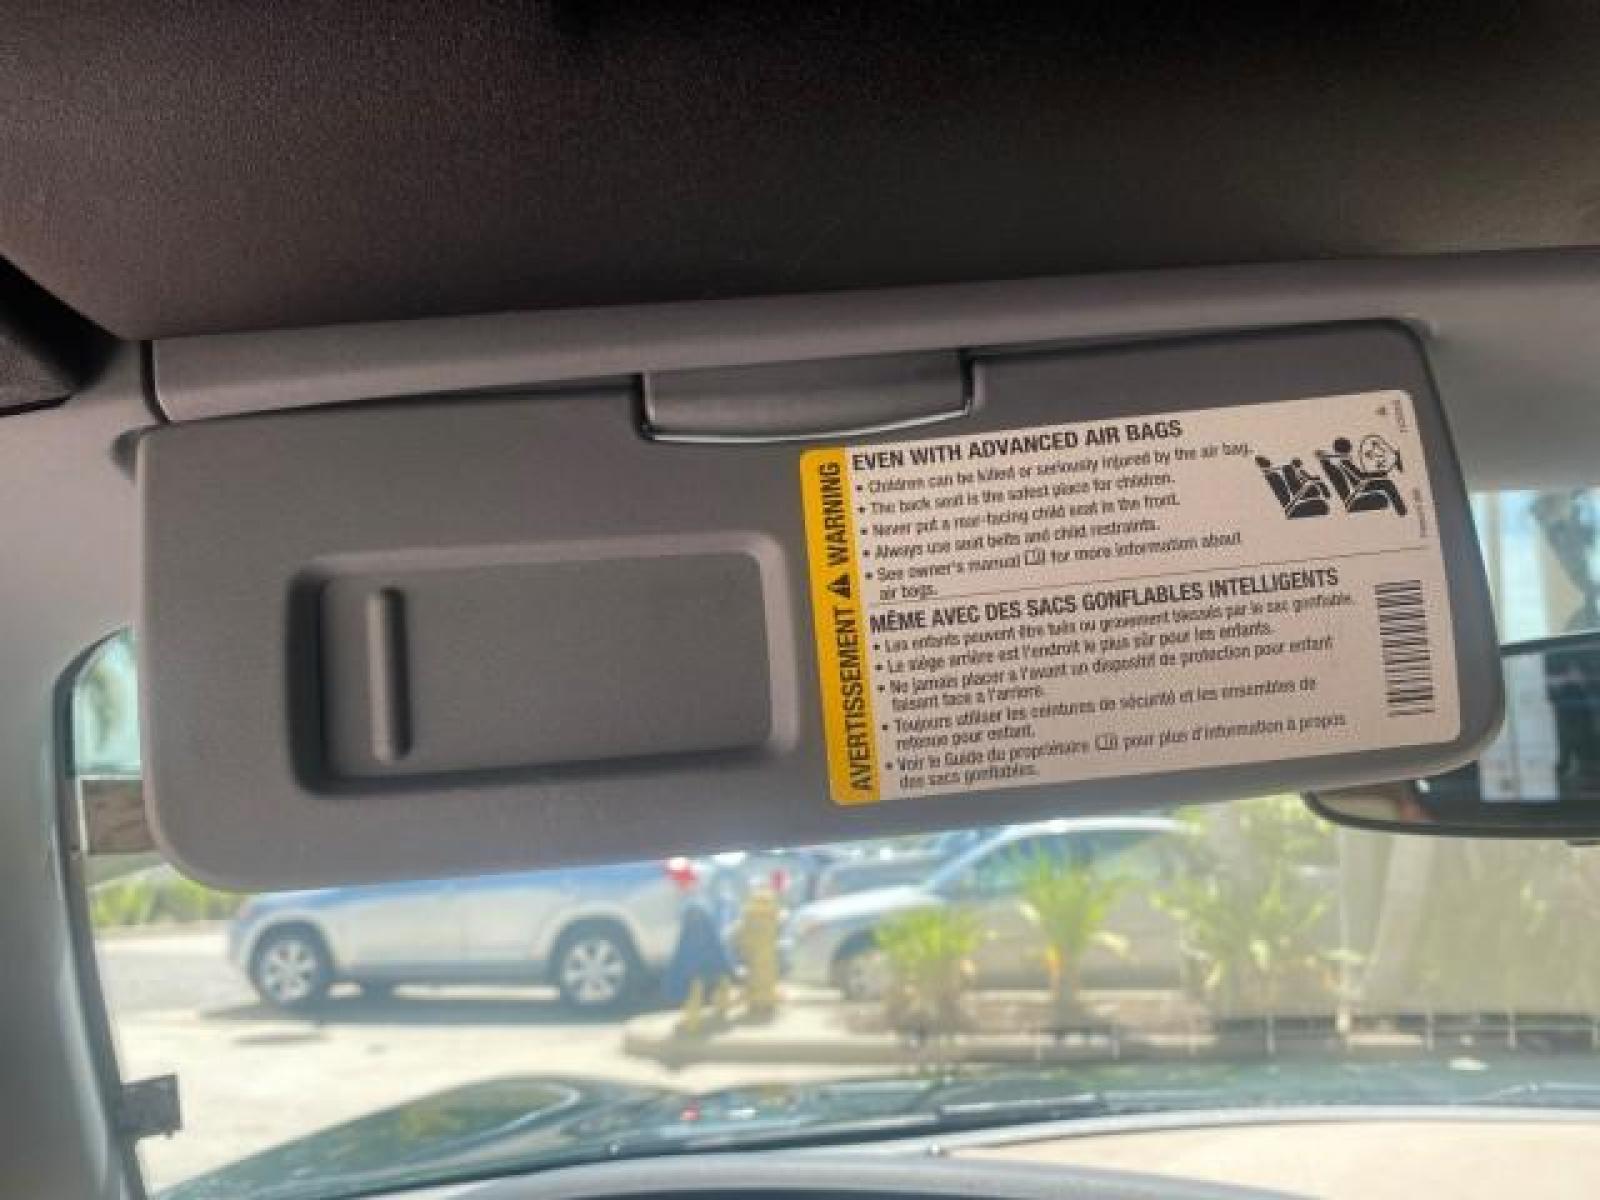 AVERTISSEMENT ⚠ WARNING
EVEN WITH ADVANCED AIR BAGS
• Children can be killed or seriously injured by the air bag.
• The back seat is the safest place for children.
• Never put a rear-facing child seat in the front.
• Always use seat belts and child restraints.
• See owner's manual for more information about
air bags.
MÊME AVEC DES SACS GONFLABLES INTELLIGENTS
• Les enfants peuvent être tués ou gravement blessés par le sac gonflable.
• Le siège arrière est l'endroit le plus sûr pour les enfants.
• Ne jamais placer a l'avant un dispositif de protection pour enfant
faisant face a l'arriere.
• Toujours utiliser les ceintures de sécurité et les ensembles de
retenue pour enfant.
• Voir le Guide du propriétaire pour plus d'information à propos
des sacs gonflables.